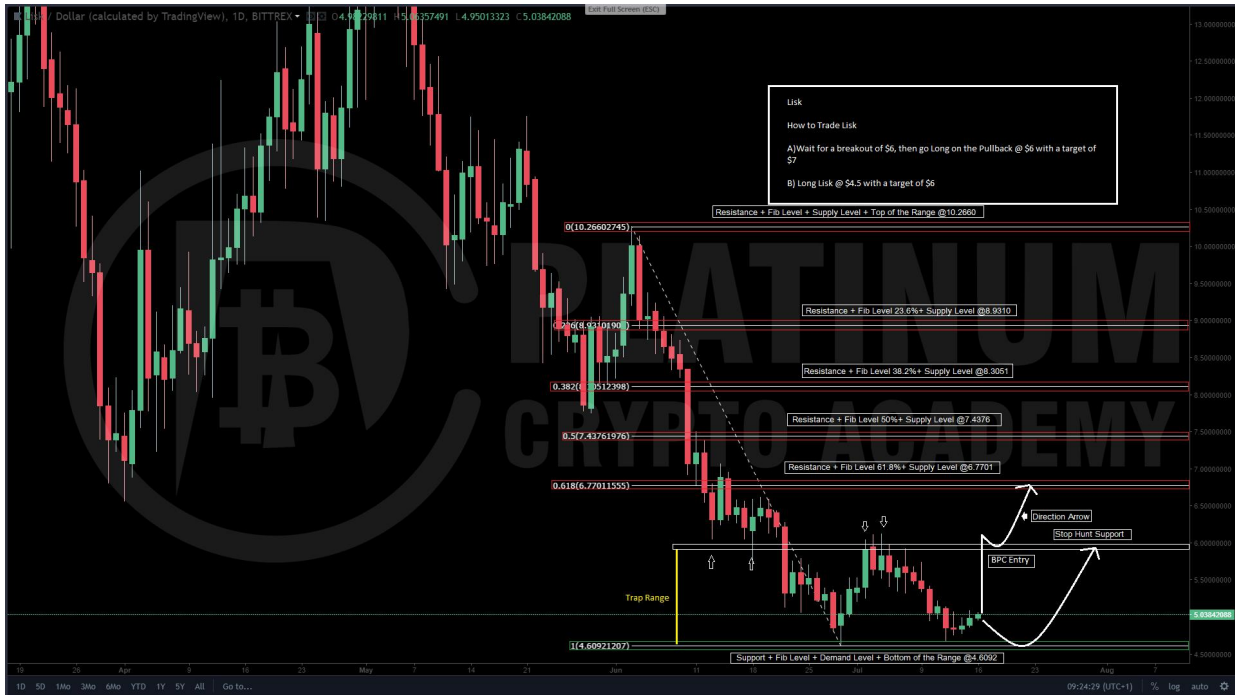 Exit Full Screen (ESC)
Lisk / Dollar (calculated by TradingView), 1D, BITTREX
O4.98229811 H5.06357491 L4.95013323 C5.03842088
Lisk
How to Trade Lisk
A)Wait for a breakout of $6, then go Long on the Pullback @ $6 with a target of
$7
B) Long Lisk @ $4.5 with a target of $6
Resistance + Fib Level + Supply Level + Top of the Range @10.2660
0(10.26602745)
Resistance + Fib Level 23.6%+ Supply Level @8.9310
Resistance + Fib Level 38.2%+ Supply Level @8.3051
Resistance + Fib Level 50%+ Supply Level @7.4376
0.5(7.43761976)
Resistance + Fib Level 61.8%+ Supply Level @6.7701
0.618(6.77011555)
Direction Arrow
Stop Hunt Support
BPC Entry
Trap Range
1(4.60921207)
Support + Fib Level + Demand Level + Bottom of the Range @4.6092
PLATINUM
CRYPTO ACADEMY
13.00000000
12.50000000
12.00000000
11.50000000
11.00000000
10.50000000
10.00000000
9.50000000
9.00000000
8.50000000
8.00000000
7.50000000
7.00000000
6.50000000
6.00000000
5.50000000
5.03842088
4.50000000
19 26 Apr 9 16 23 May 7 14 21 Jun 11 18 25 Jul 9 16 23 Aug 7
1D 5D 1Mo 3Mo 6Mo YTD 1Y 5Y All Go to...
09:24:29 (UTC+1) % log auto